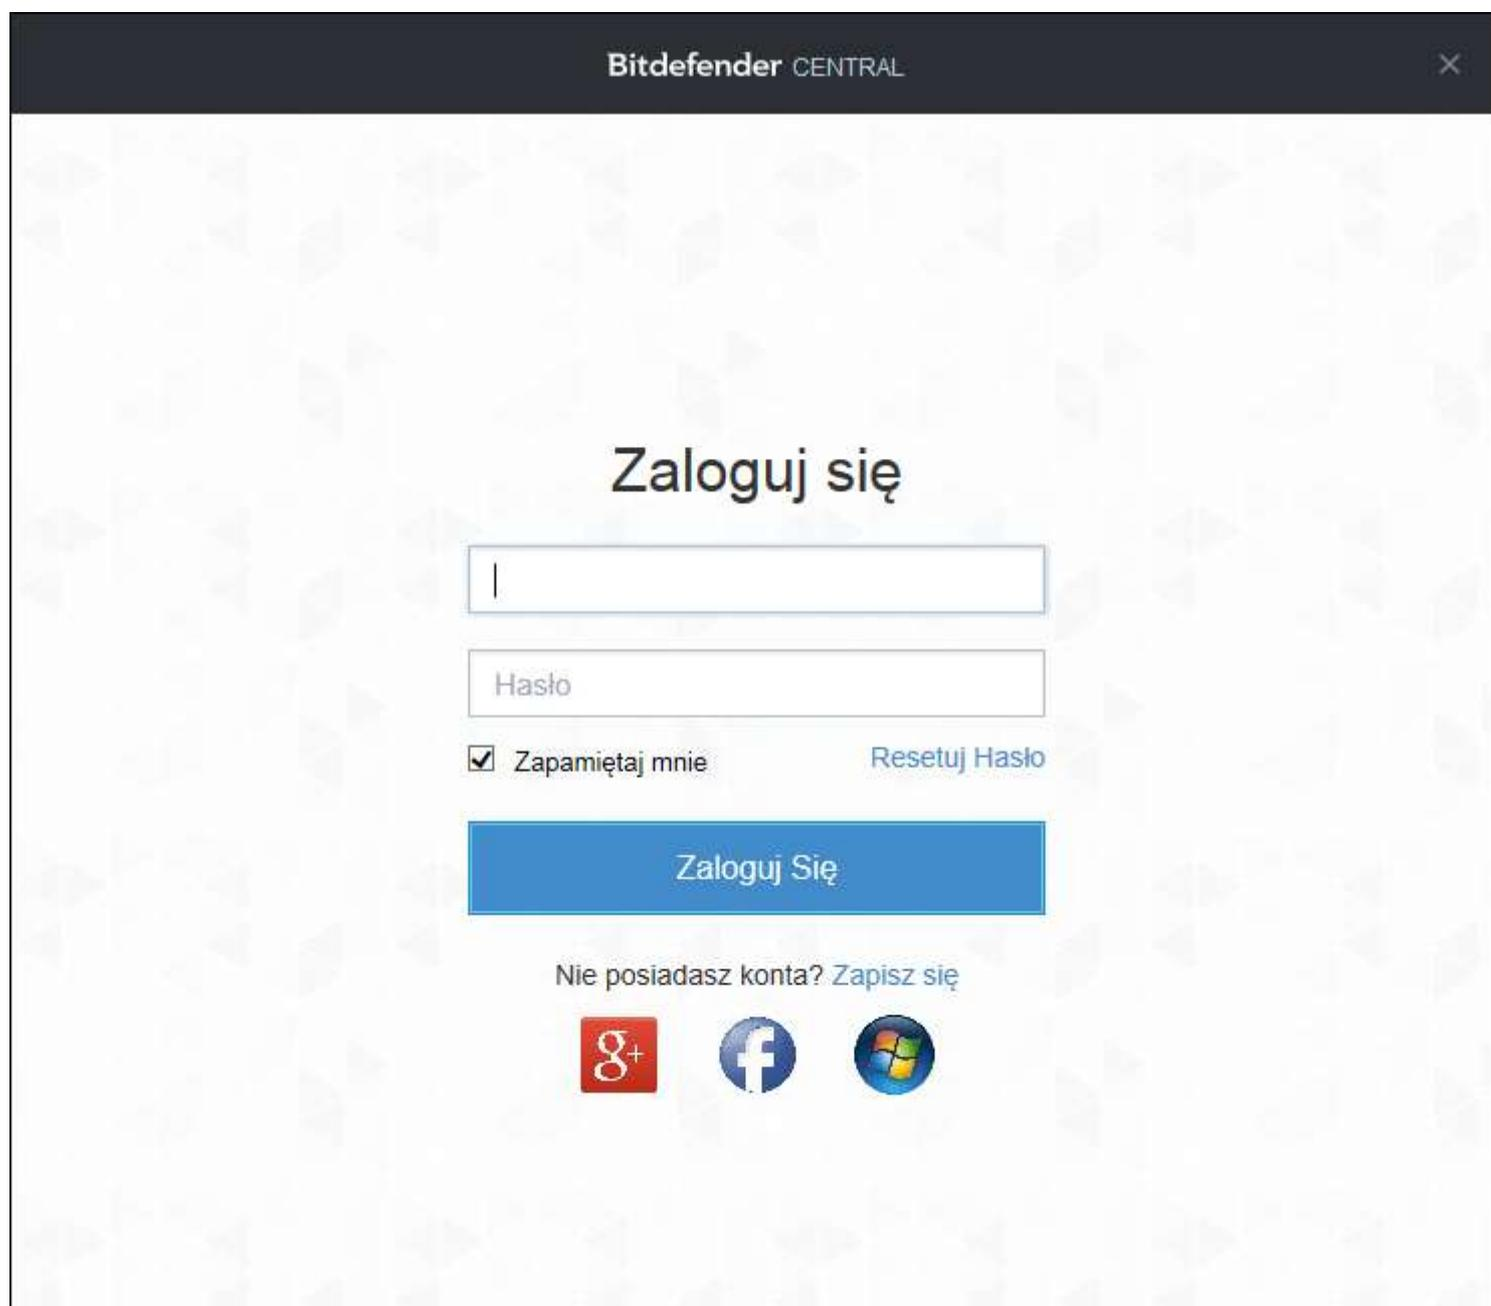 Bitdefender CENTRAL
Zaloguj się
Hasło
Zapamiętaj mnie Resetuj Hasło
Zaloguj Się
Nie posiadasz konta? Zapisz się
g+ f